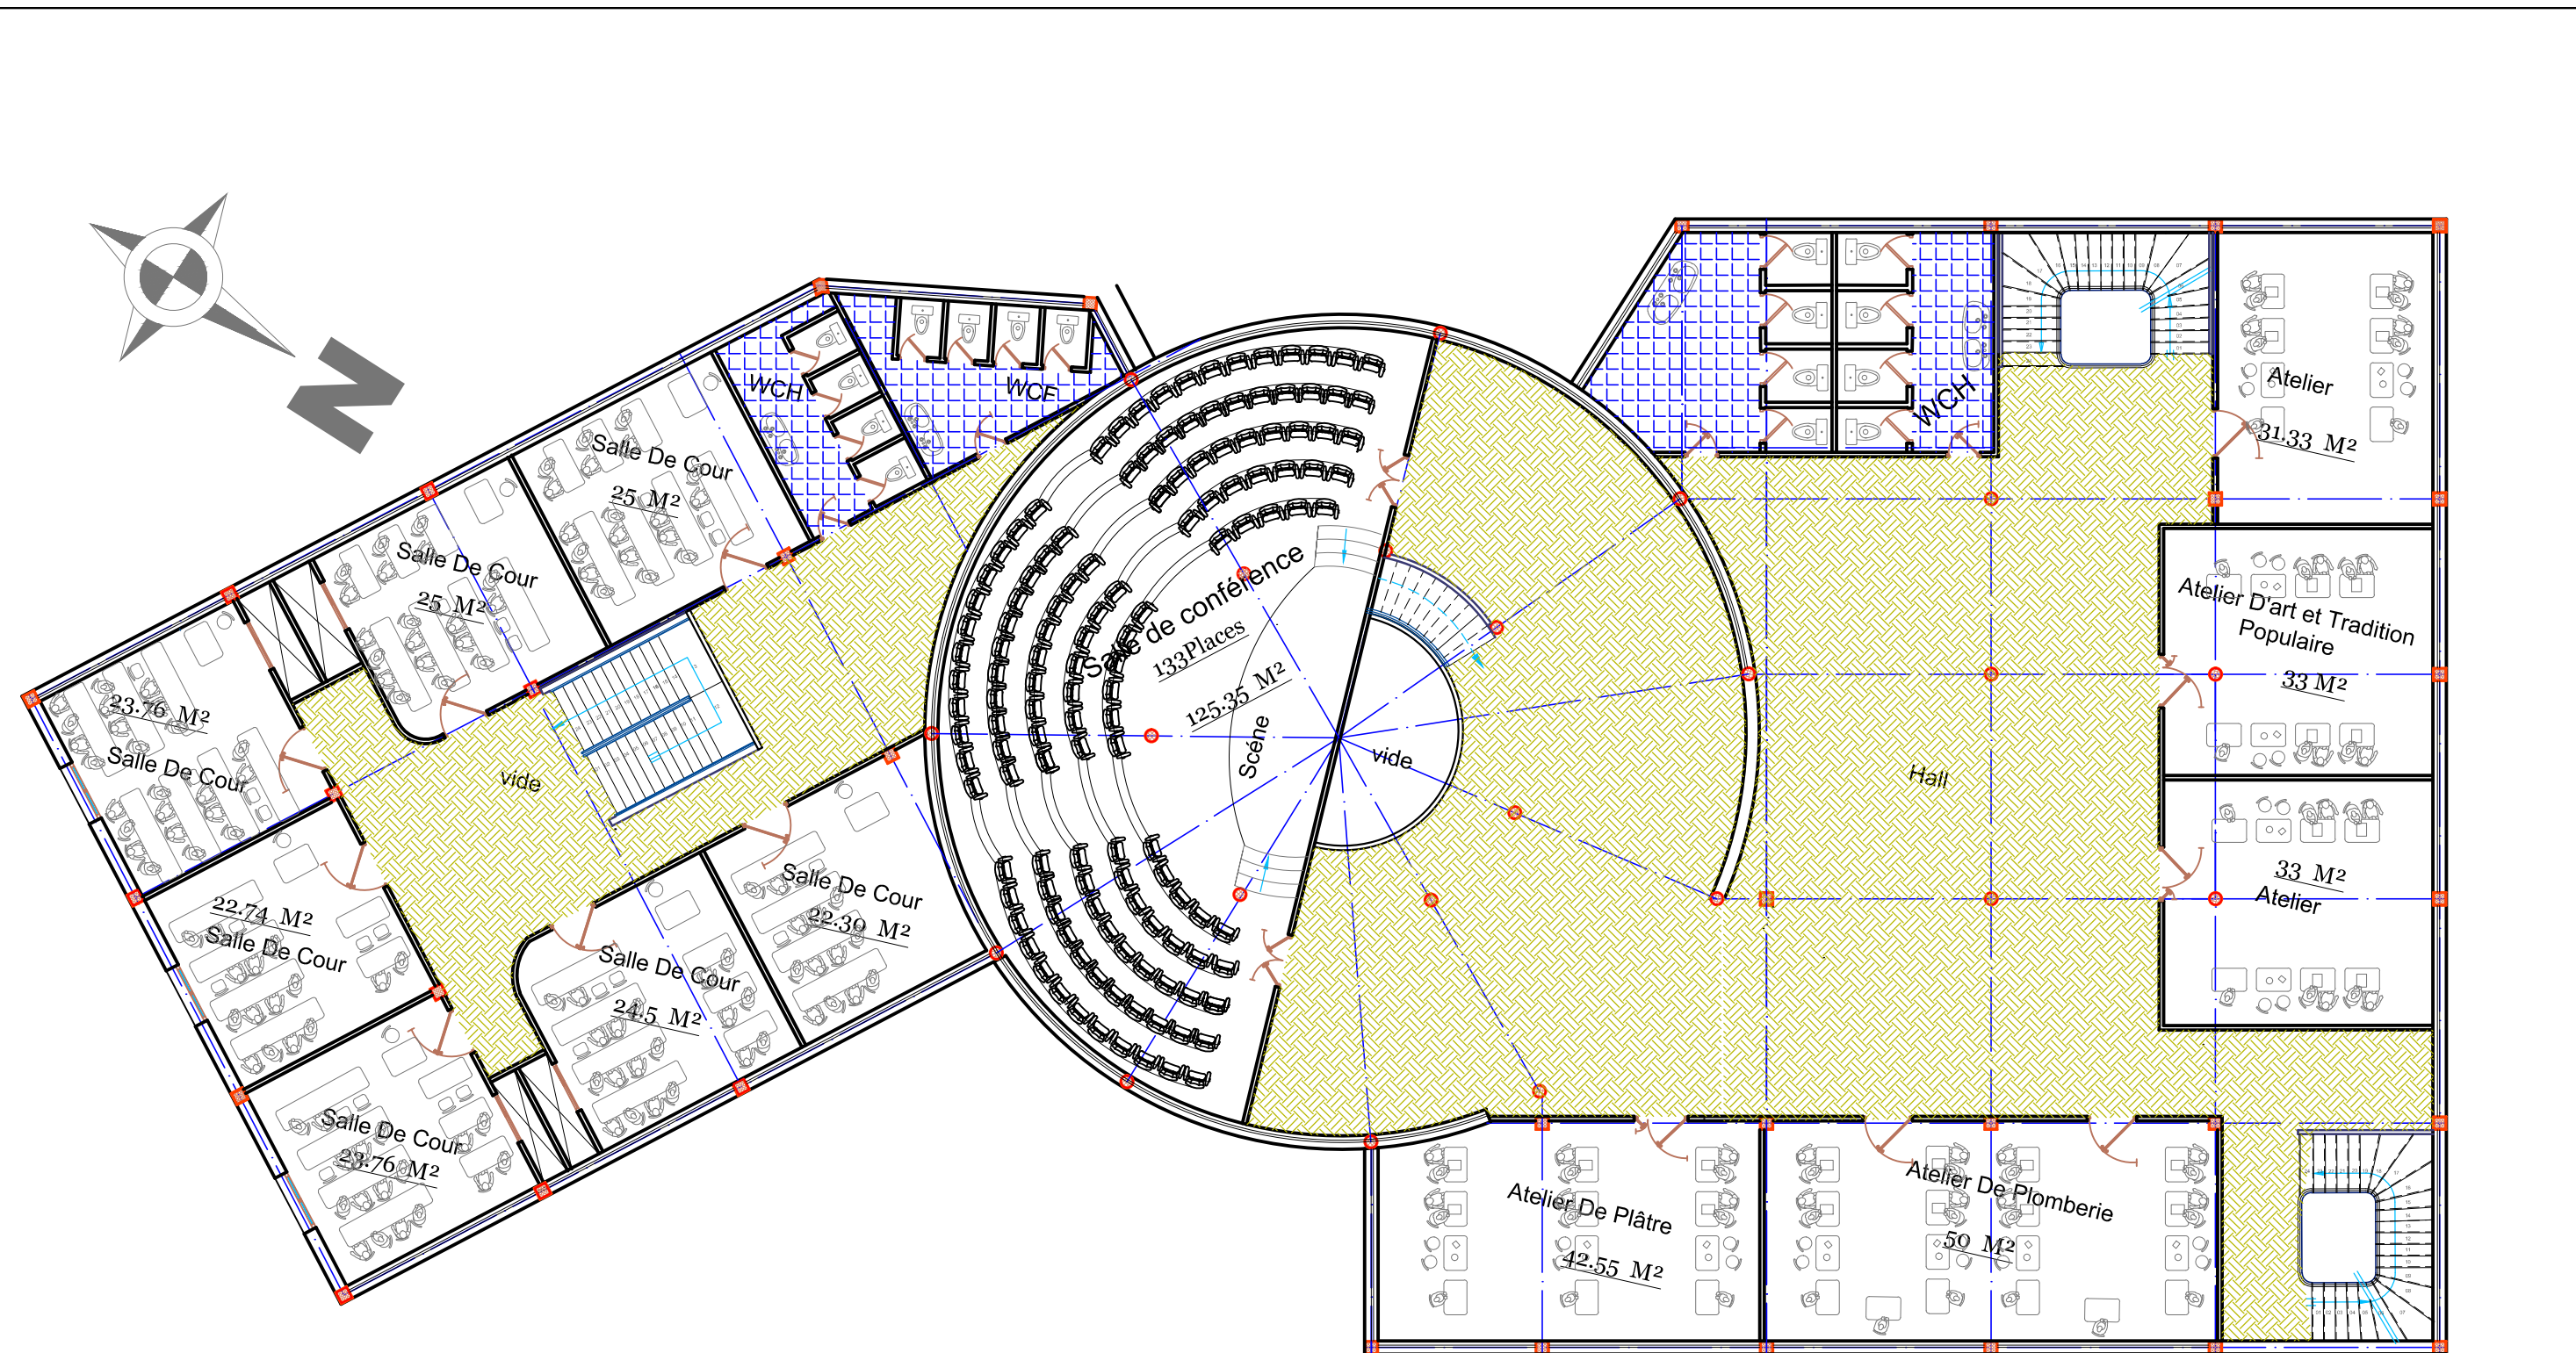 N
WCH
WCF
Salle De Cour
25 M²
Salle De Cour
25 M²
23.76 M²
Salle De Cour
22.74 M²
Salle De Cour
Salle De Cour
23.76 M²
Salle De Cour
24.5 M²
Salle De Cour
22.30 M²
vide
Salle de conférence
133Places
125.35 M²
Scéne
vide
WCH
Hall
Atelier
31.33 M²
Atelier D'art et Tradition
Populaire
33 M²
33 M²
Atelier
Atelier De Plâtre
42.55 M²
Atelier De Plomberie
50 M²